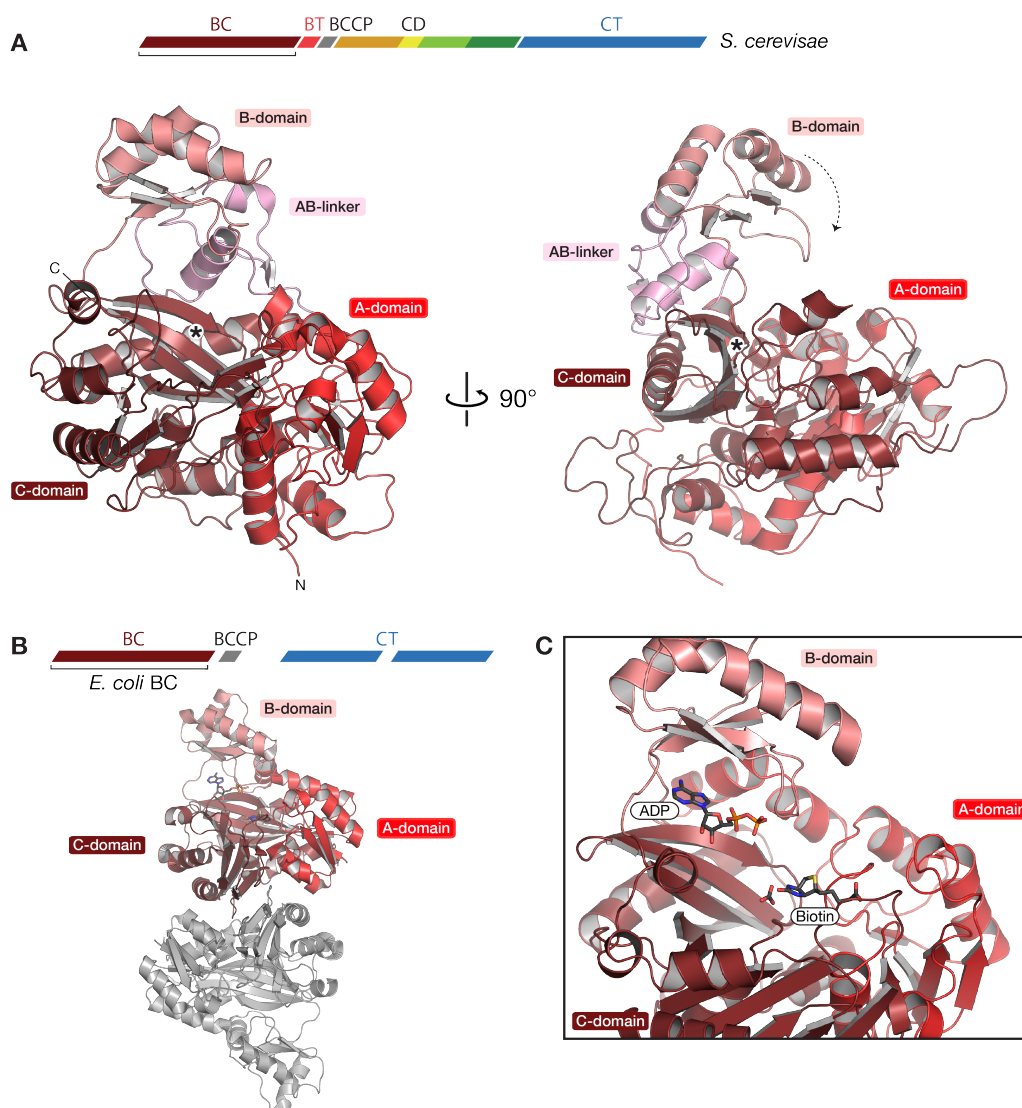 A
BC BT BCCP CD CT
S. cerevisae
B-domain
AB-linker
C
*
A-domain
C-domain
N
90°
B-domain
AB-linker
A-domain
*
C-domain
B
BC BCCP CT
E. coli BC
B-domain
A-domain
C-domain
C
B-domain
ADP
A-domain
Biotin
C-domain